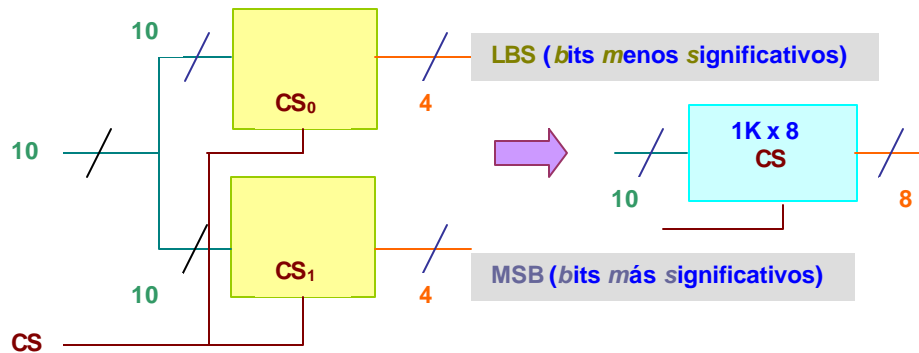 10
LBS (bits menos significativos)
CS₀
4
10
1K x 8
CS
10
8
CS₁
10
4
MSB (bits más significativos)
CS